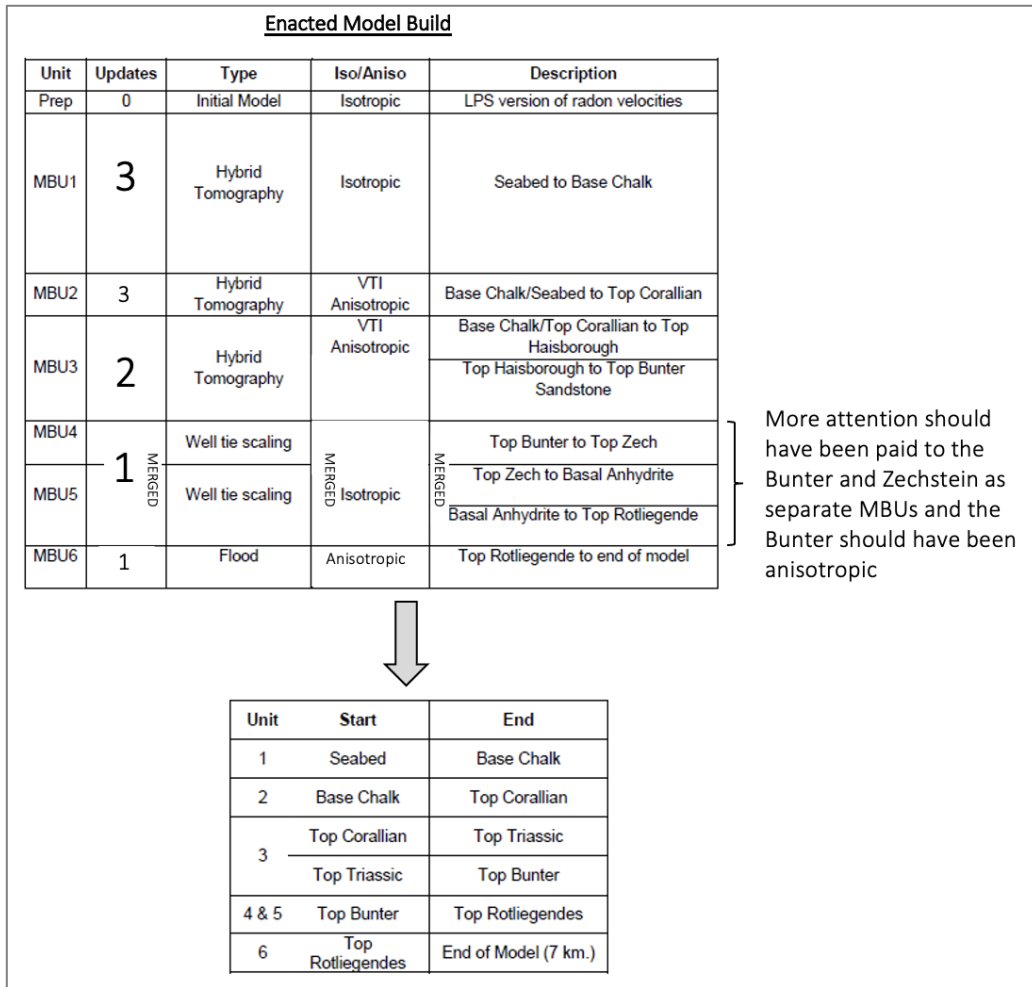 Enacted Model Build
Unit Updates Type Iso/Aniso Description
Prep 0 Initial Model Isotropic LPS version of radon velocities
MBU1 3 Hybrid Tomography Isotropic Seabed to Base Chalk
MBU2 3 Hybrid Tomography VTI Anisotropic Base Chalk/Seabed to Top Corallian
MBU3 2 Hybrid Tomography VTI Anisotropic Base Chalk/Top Corallian to Top Haisborough
Top Haisborough to Top Bunter Sandstone
MBU4 1 MERGED Well tie scaling MERGED Isotropic MERGED Top Bunter to Top Zech
MBU5 Well tie scaling Top Zech to Basal Anhydrite
Basal Anhydrite to Top Rotliegende
MBU6 1 Flood Anisotropic Top Rotliegende to end of model
More attention should
have been paid to the
Bunter and Zechstein as
separate MBUs and the
Bunter should have been
anisotropic
Unit Start End
1 Seabed Base Chalk
2 Base Chalk Top Corallian
3 Top Corallian Top Triassic
Top Triassic Top Bunter
4 & 5 Top Bunter Top Rotliegendes
6 Top Rotliegendes End of Model (7 km.)